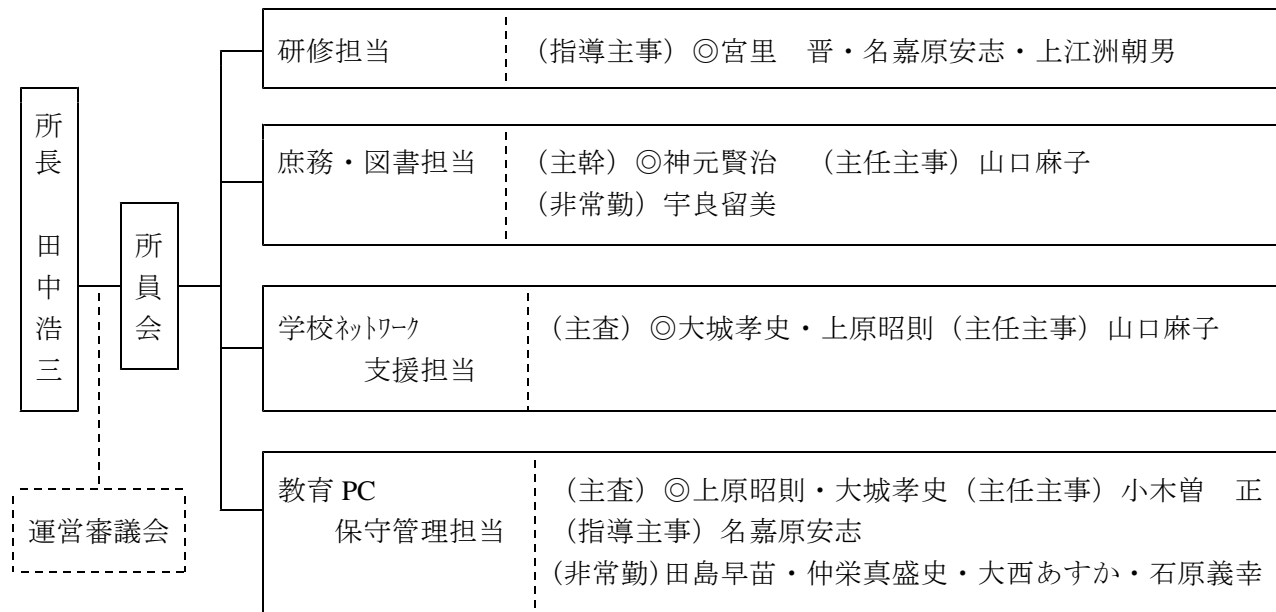 所長　田中浩三
所員会
運営審議会
研修担当
（指導主事）◎宮里　晋・名嘉原安志・上江洲朝男
庶務・図書担当
（主幹）◎神元賢治　（主任主事）山口麻子
（非常勤）宇良留美
学校ﾈｯﾄﾜｰｸ
支援担当
（主査）◎大城孝史・上原昭則（主任主事）山口麻子
教育 PC
保守管理担当
（主査）◎上原昭則・大城孝史（主任主事）小木曽　正
（指導主事）名嘉原安志
（非常勤）田島早苗・仲栄真盛史・大西あすか・石原義幸